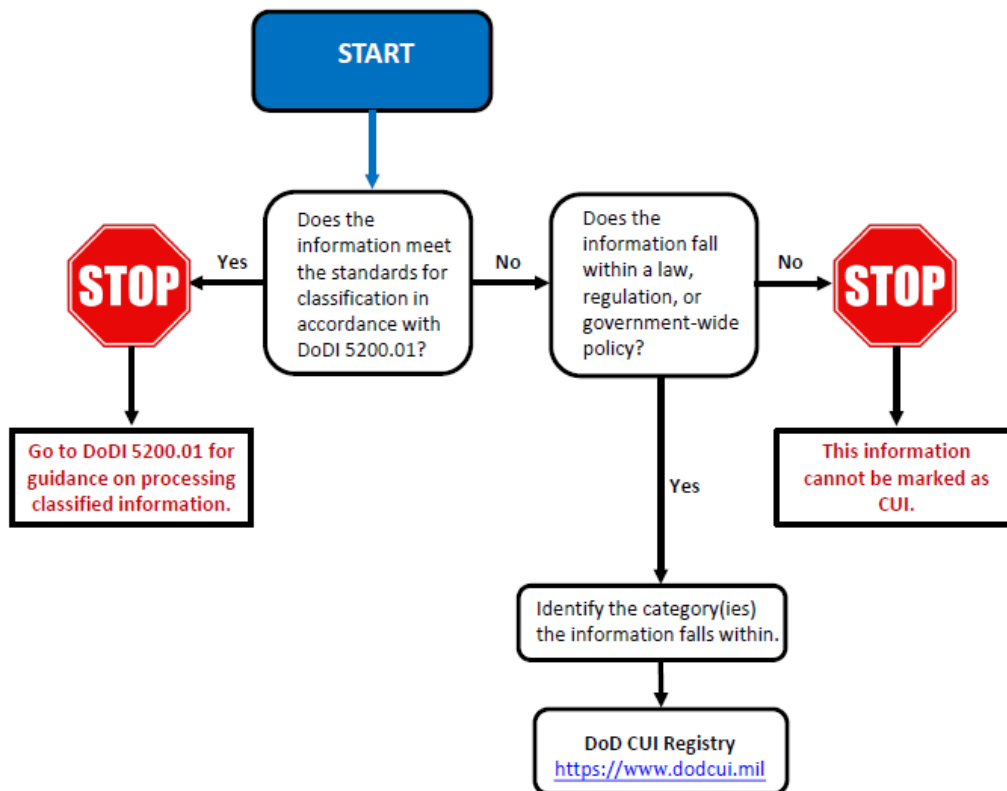 START
Does the
information meet
the standards for
classification in
accordance with
DoDI 5200.01?
Does the
information fall
within a law,
regulation, or
government-wide
policy?
Yes
No
No
STOP
STOP
Go to DoDI 5200.01 for
guidance on processing
classified information.
Yes
This information
cannot be marked as
CUI.
Identify the category(ies)
the information falls within.
DoD CUI Registry
https://www.dodcui.mil